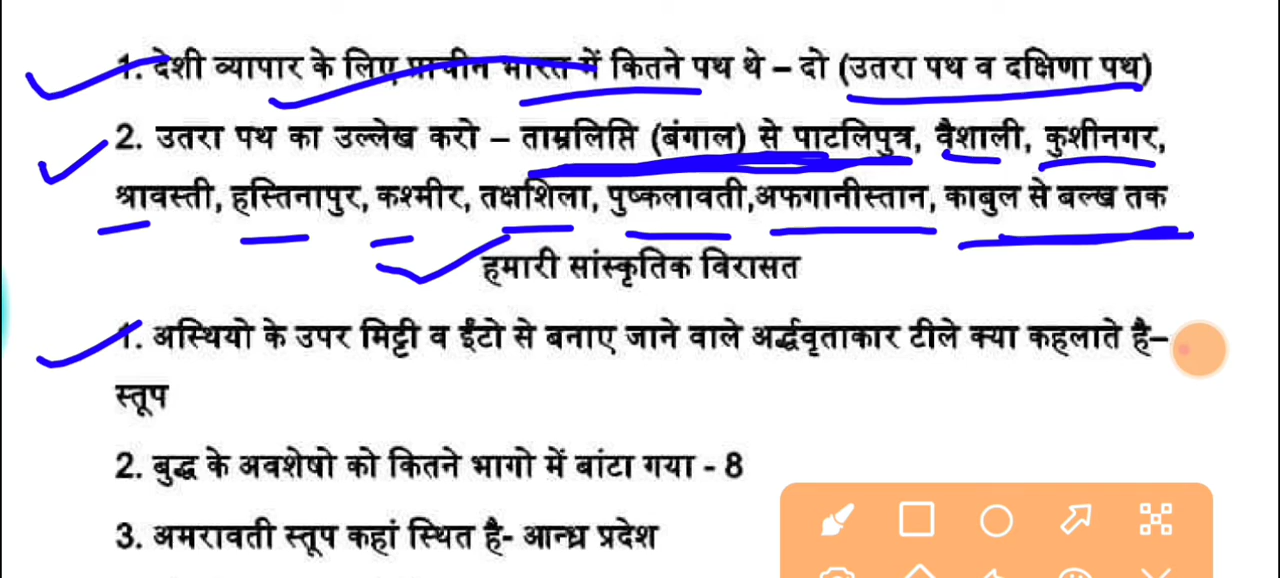 1. देशी व्यापार के लिए प्राचीन भारत में कितने पथ थे – दो (उतरा पथ व दक्षिणा पथ)
2. उतरा पथ का उल्लेख करो – ताम्रलिप्ति (बंगाल) से पाटलिपुत्र, वैशाली, कुशीनगर,
श्रावस्ती, हस्तिनापुर, कश्मीर, तक्षशिला, पुष्कलावती,अफगानीस्तान, काबुल से बल्ख तक
हमारी सांस्कृतिक विरासत
1. अस्थियो के उपर मिट्टी व ईंटो से बनाए जाने वाले अर्द्धवृताकार टीले क्या कहलाते है–
स्तूप
2. बुद्ध के अवशेषो को कितने भागो में बांटा गया - 8
3. अमरावती स्तूप कहां स्थित है- आन्ध्र प्रदेश